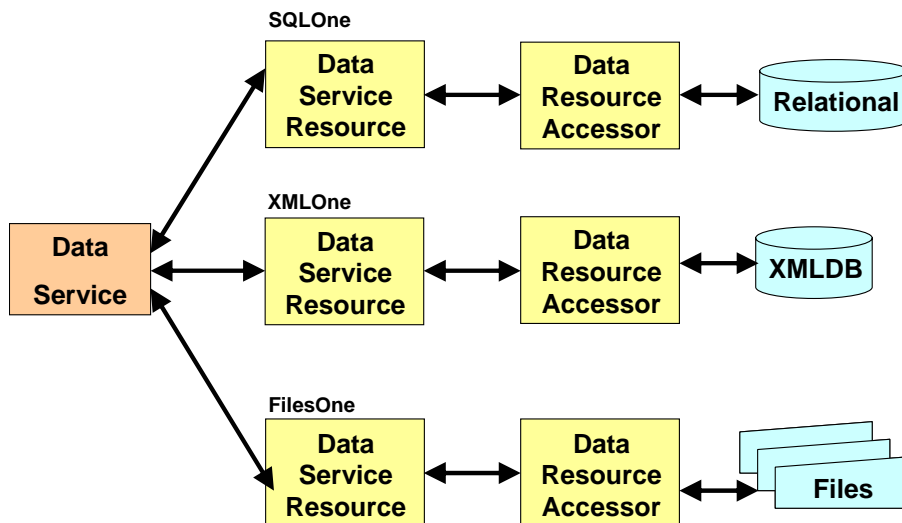 SQLOne
Data
Service
Resource
Data
Resource
Accessor
Relational
XMLOne
Data
Service
Data
Service
Resource
Data
Resource
Accessor
XMLDB
FilesOne
Data
Service
Resource
Data
Resource
Accessor
Files